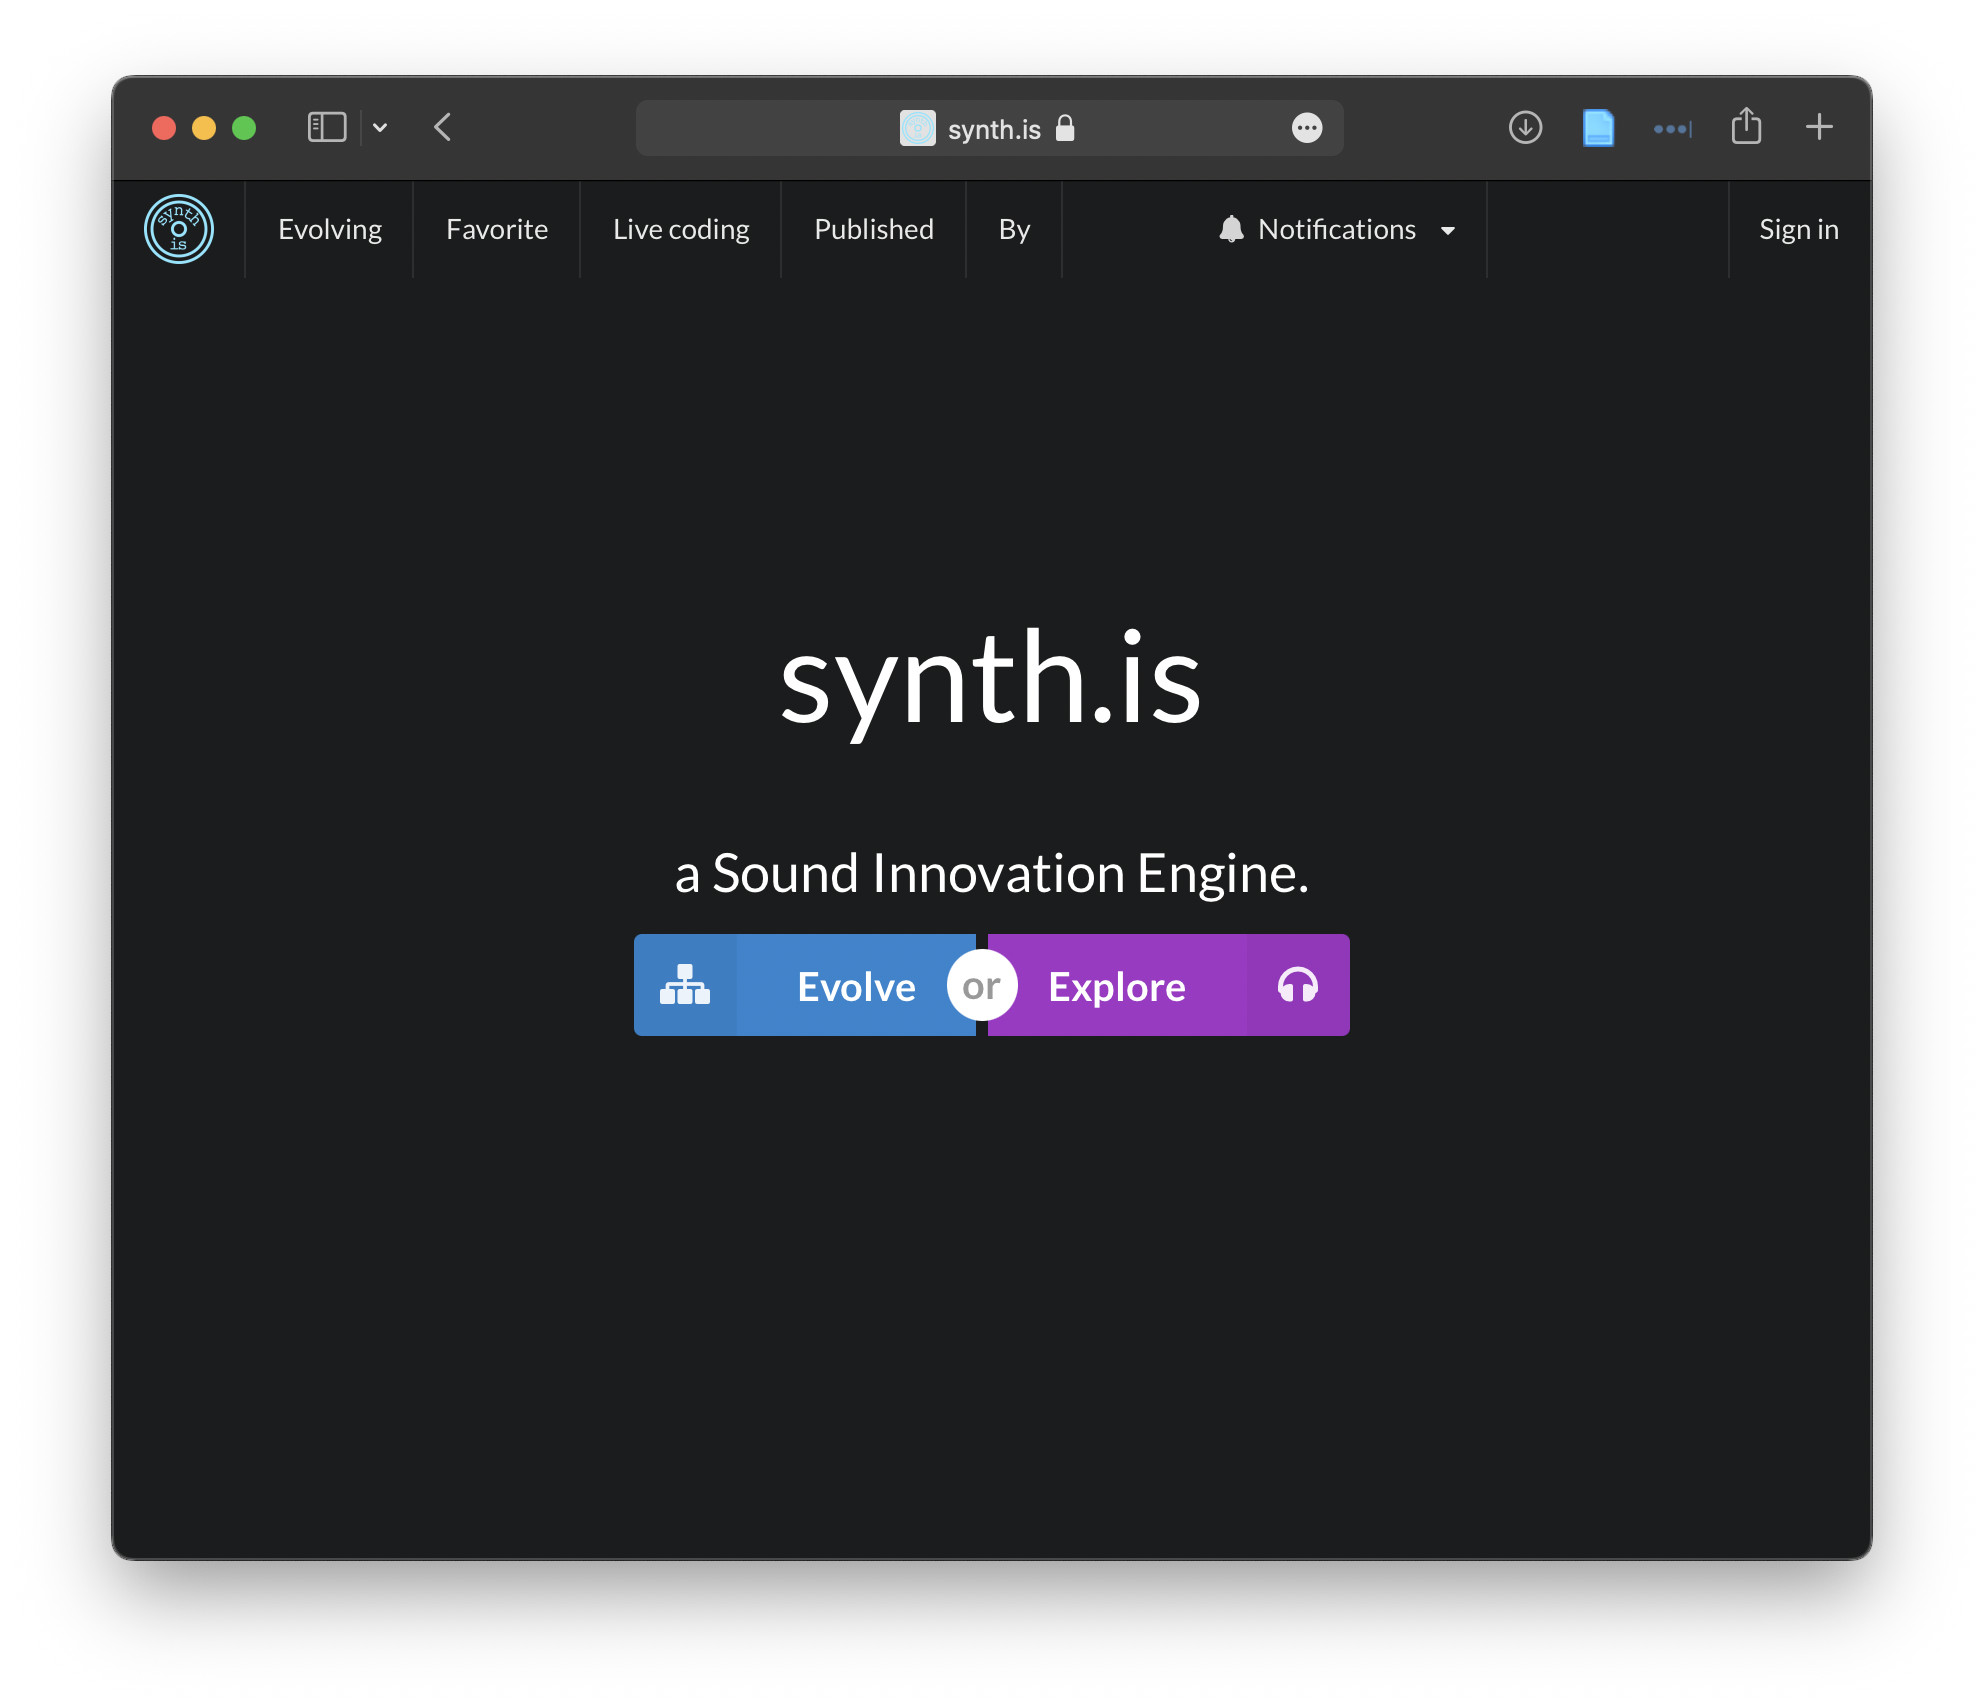 synth.is
synth
is
Evolving
Favorite
Live coding
Published
By
Notifications
Sign in
synth.is
a Sound Innovation Engine.
Evolve or Explore